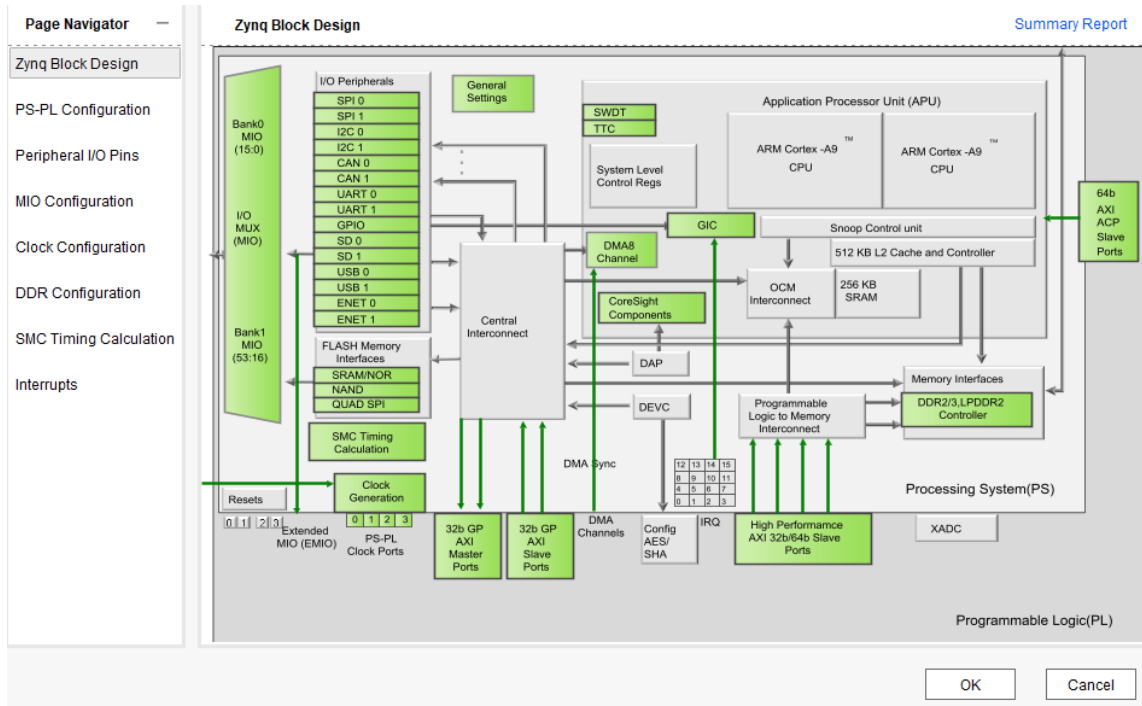 Page Navigator —
Zynq Block Design
PS-PL Configuration
Peripheral I/O Pins
MIO Configuration
Clock Configuration
DDR Configuration
SMC Timing Calculation
Interrupts
Zynq Block Design
Summary Report
Bank0
MIO
(15:0)
I/O
MUX
(MIO)
Bank1
MIO
(53:16)
I/O Peripherals
SPI 0
SPI 1
I2C 0
I2C 1
CAN 0
CAN 1
UART 0
UART 1
GPIO
SD 0
SD 1
USB 0
USB 1
ENET 0
ENET 1
FLASH Memory
Interfaces
SRAM/NOR
NAND
QUAD SPI
SMC Timing
Calculation
General
Settings
Application Processor Unit (APU)
SWDT
TTC
System Level
Control Regs
ARM Cortex -A9 ™
CPU
ARM Cortex -A9 ™
CPU
GIC
Snoop Control unit
512 KB L2 Cache and Controller
DMA8
Channel
OCM
Interconnect
256 KB
SRAM
CoreSight
Components
Central
Interconnect
DAP
DEVC
64b
AXI
ACP
Slave
Ports
Memory Interfaces
DDR2/3,LPDDR2
Controller
Programmable
Logic to Memory
Interconnect
DMA Sync
12 13 14 15
8 9 10 11
4 5 6 7
0 1 2 3
Processing System(PS)
Resets
0 1 2 3
Clock
Generation
0 1 2 3
Extended
MIO (EMIO)
PS-PL
Clock Ports
32b GP
AXI
Master
Ports
32b GP
AXI
Slave
Ports
DMA
Channels
Config
AES/
SHA
IRQ
High Performamce
AXI 32b/64b Slave
Ports
XADC
Programmable Logic(PL)
OK
Cancel